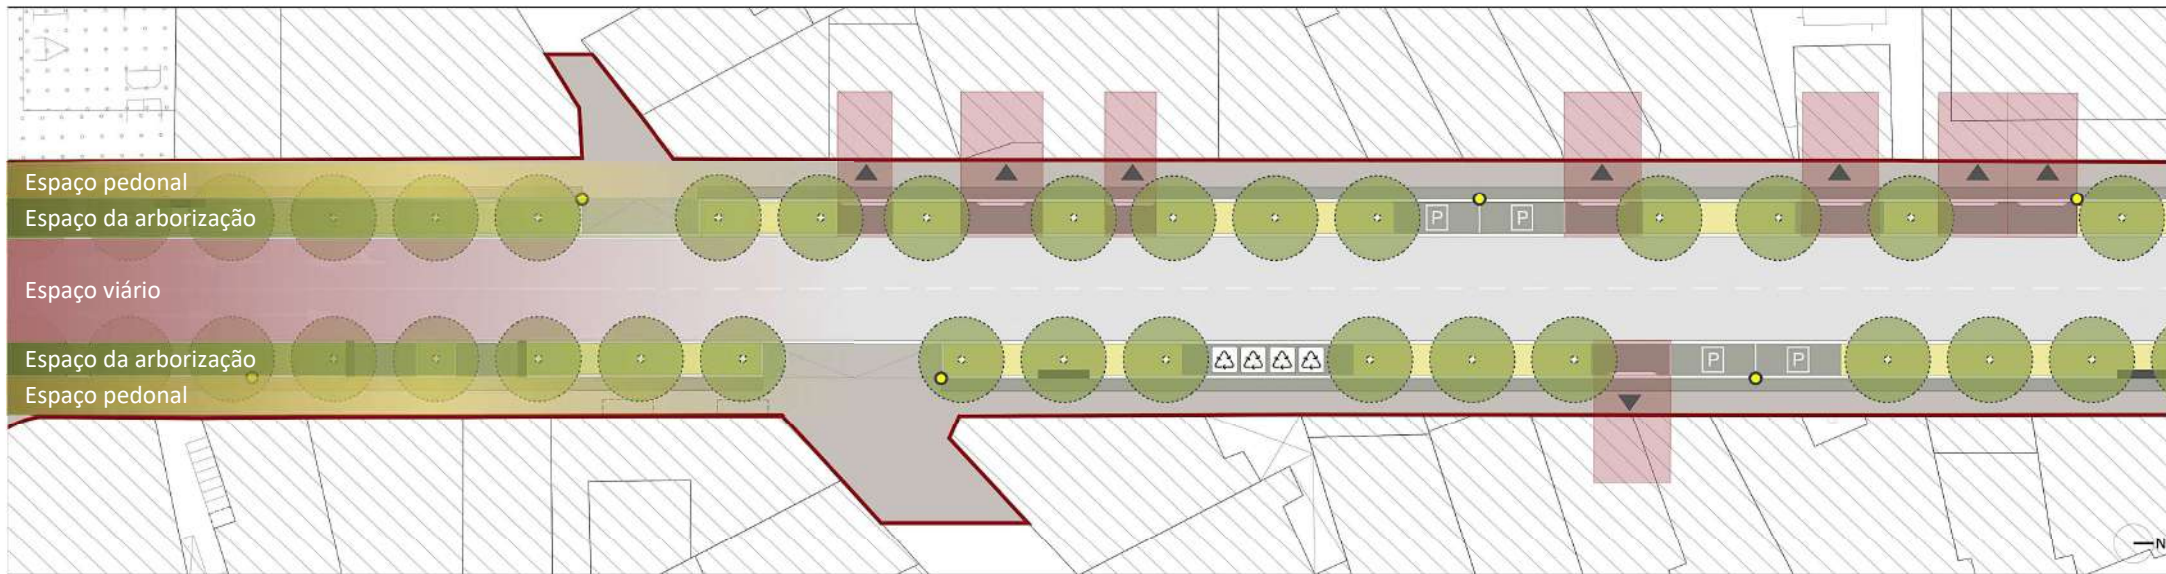 Espaço pedonal
Espaço da arborização
P P
Espaço viário
Espaço da arborização
P P
Espaço pedonal
N